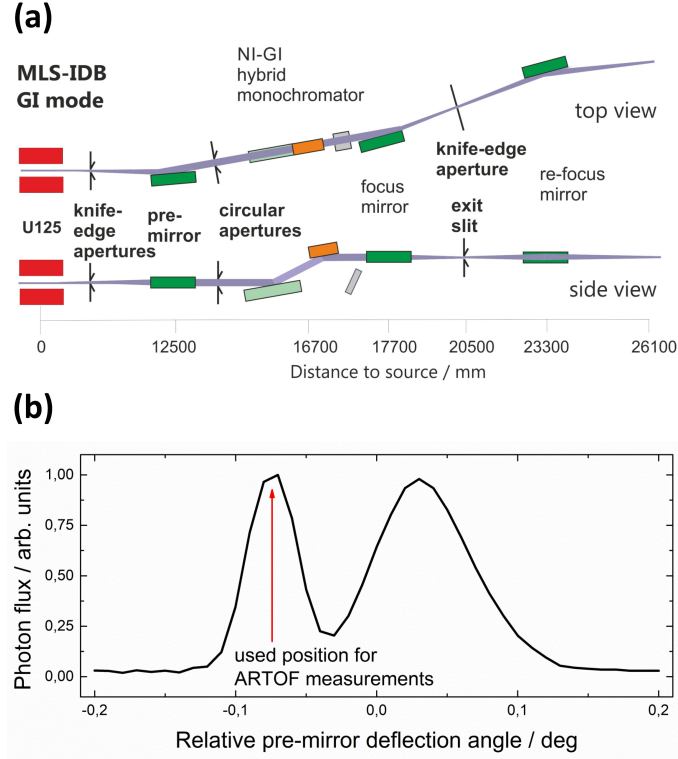 (a)
MLS-IDB
GI mode
NI-GI
hybrid
monochromator
top view
knife-edge
aperture
re-focus
mirror
focus
mirror
U125
knife-
edge
apertures
pre-
mirror
circular
apertures
exit
slit
side view
0 12500 16700 17700 20500 23300 26100
Distance to source / mm
(b)
Photon flux / arb. units
1,00
0,75
0,50
0,25
0,00
used position for
ARTOF measurements
-0,2 -0,1 0,0 0,1 0,2
Relative pre-mirror deflection angle / deg